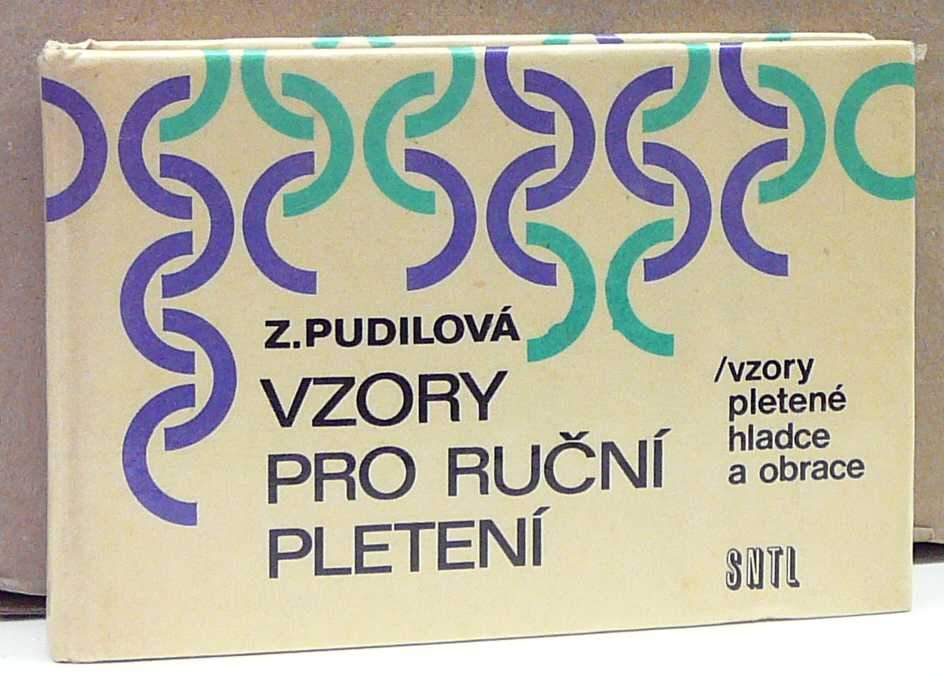 Z.PUDILOVÁ
VZORY
PRO RUČNÍ
PLETENÍ
/vzory
pletené
hladce
a obrace
SNTL